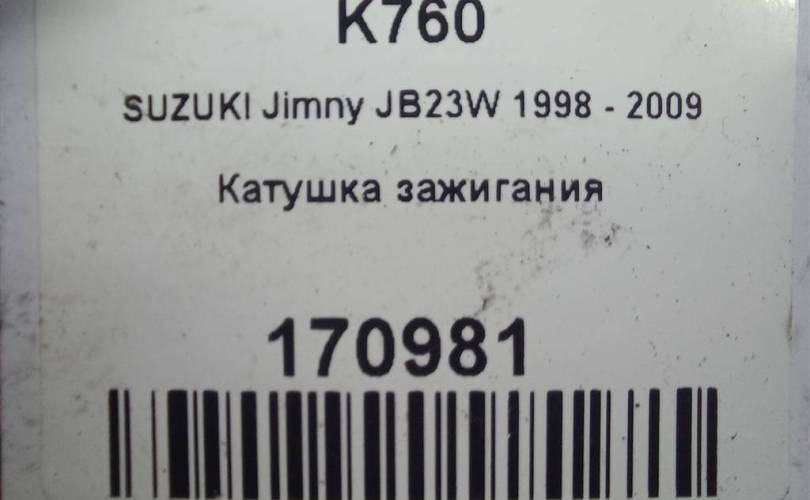 K760
SUZUKI Jimny JB23W 1998 - 2009
Катушка зажигания
170981